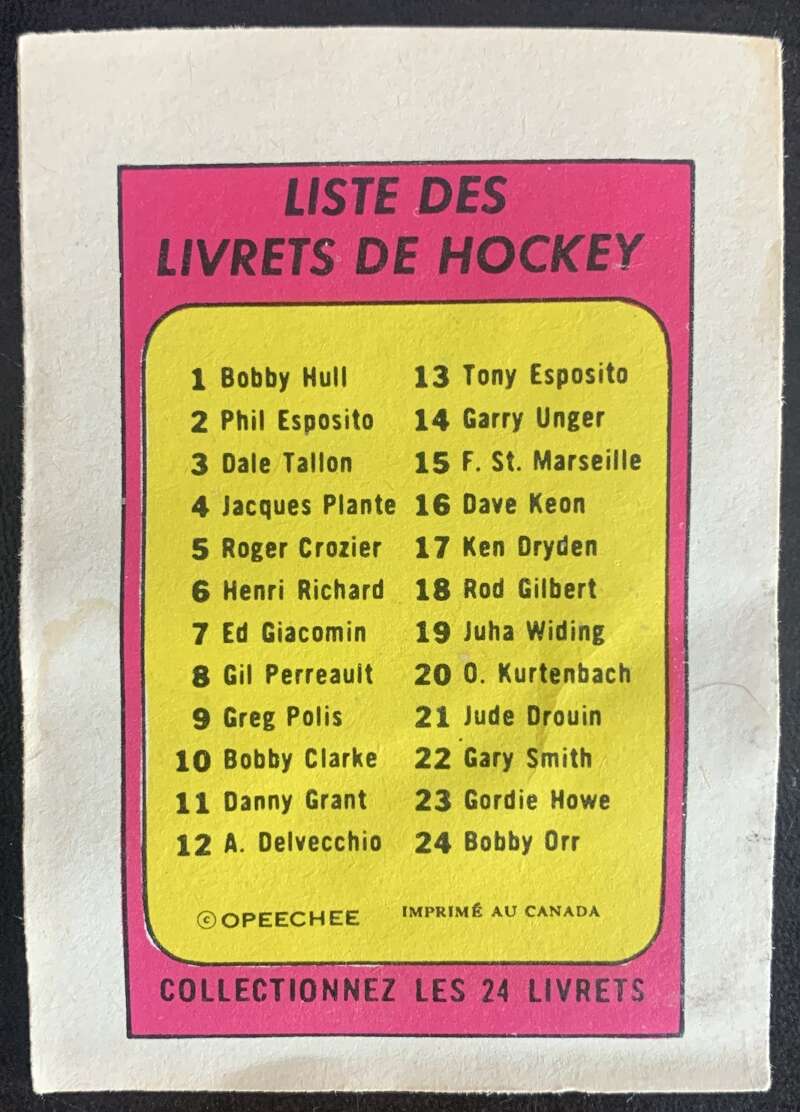 LISTE DES
LIVRETS DE HOCKEY
1 Bobby Hull
2 Phil Esposito
3 Dale Tallon
4 Jacques Plante
5 Roger Crozier
6 Henri Richard
7 Ed Giacomin
8 Gil Perreault
9 Greg Polis
10 Bobby Clarke
11 Danny Grant
12 A. Delvecchio
13 Tony Esposito
14 Garry Unger
15 F. St. Marseille
16 Dave Keon
17 Ken Dryden
18 Rod Gilbert
19 Juha Widing
20 O. Kurtenbach
21 Jude Drouin
22 Gary Smith
23 Gordie Howe
24 Bobby Orr
© OPEECHEE
IMPRIMÉ AU CANADA
COLLECTIONNEZ LES 24 LIVRETS